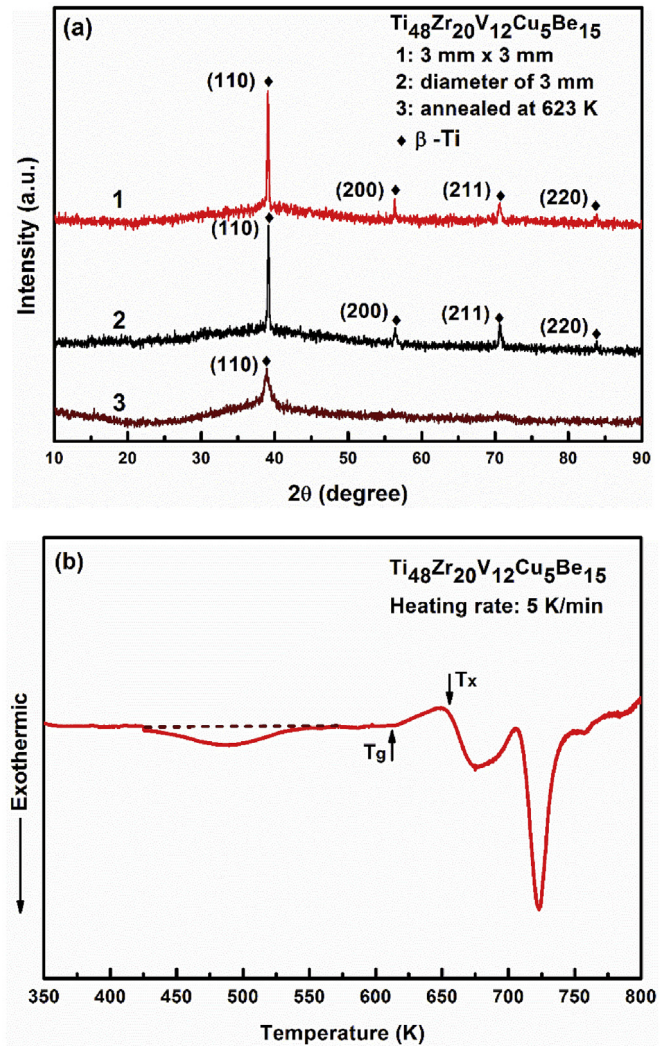 (a)
Ti48Zr20V12Cu5Be15
1: 3 mm x 3 mm
2: diameter of 3 mm
3: annealed at 623 K
♦ β -Ti
(110)
1
(200)
(211)
(220)
(110)
2
(200)
(211)
(220)
(110)
3
Intensity (a.u.)
10 20 30 40 50 60 70 80 90
2θ (degree)
(b)
Ti48Zr20V12Cu5Be15
Heating rate: 5 K/min
Tx
Tg
Exothermic
350 400 450 500 550 600 650 700 750 800
Temperature (K)